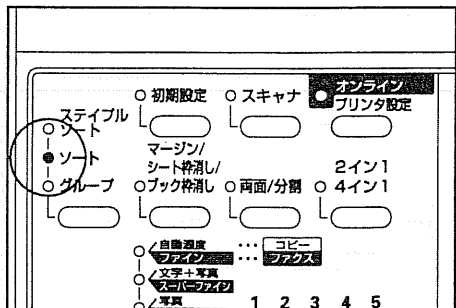 オンライン
初期設定
スキャナ
プリンタ設定
ステイプル
ソート
ソート
グループ
マージン/
シート枠消し/
ブック枠消し
両面/分割
2イン1
4イン1
自動濃度
コピー
ファイン
ファクス
文字+写真
スーパーファイン
写真
1 2 3 4 5